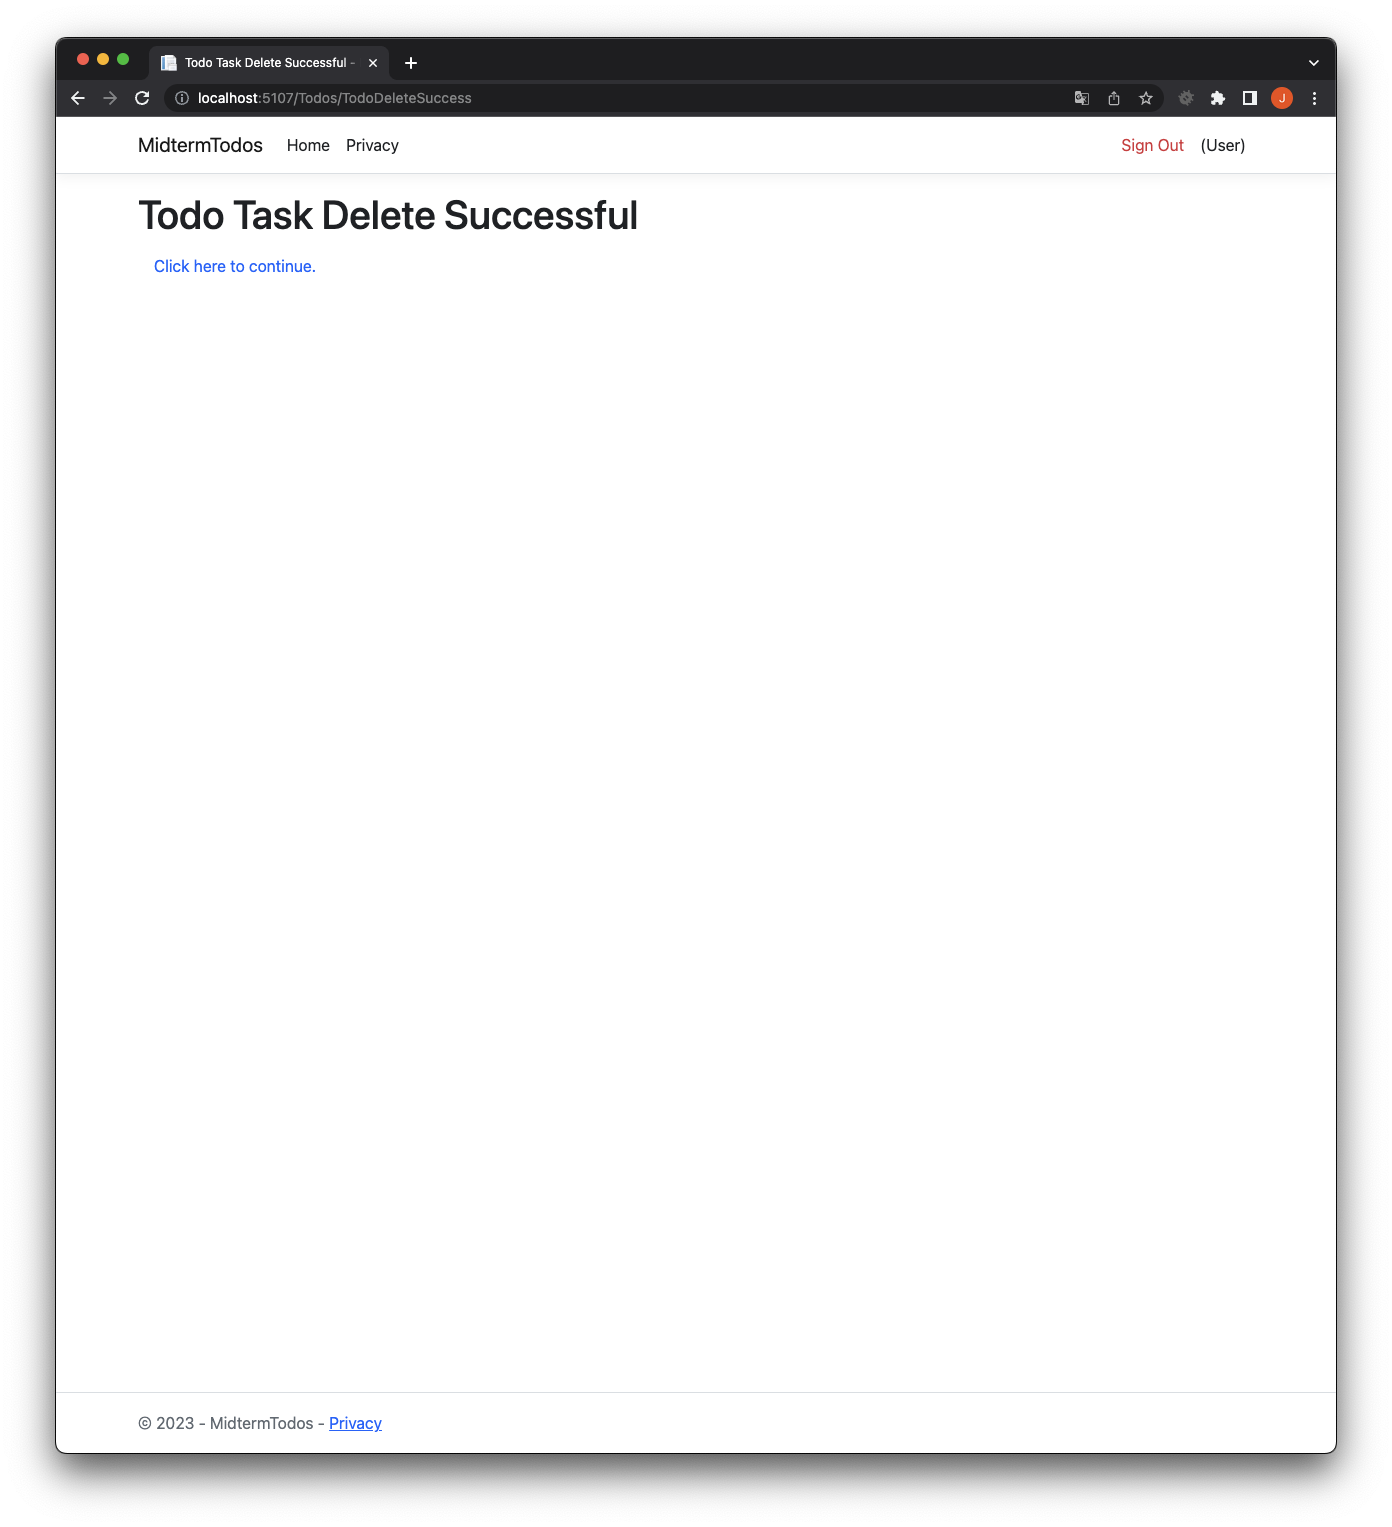 Todo Task Delete Successful -
localhost:5107/Todos/TodoDeleteSuccess
J
MidtermTodos Home Privacy Sign Out (User)
Todo Task Delete Successful
Click here to continue.
© 2023 - MidtermTodos - Privacy